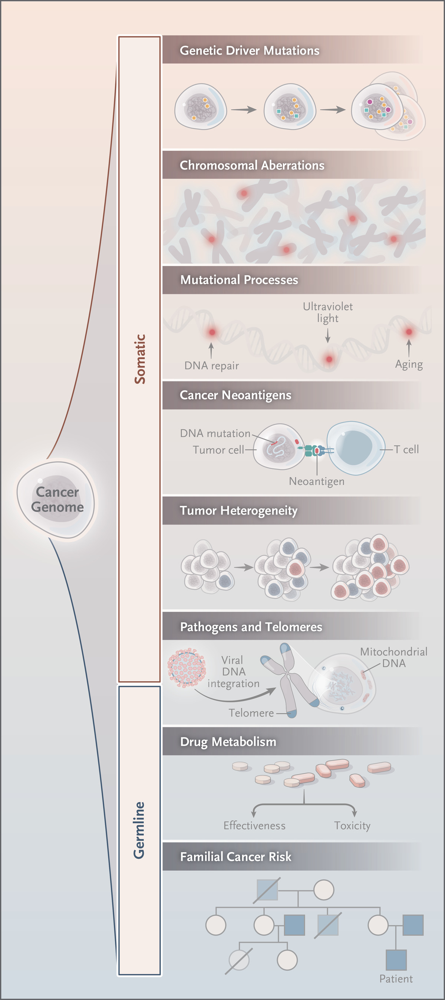 Genetic Driver Mutations
Chromosomal Aberrations
Mutational Processes
Ultraviolet
light
DNA repair
Aging
Somatic
Cancer Neoantigens
DNA mutation
Tumor cell
T cell
Neoantigen
Cancer
Genome
Tumor Heterogeneity
Pathogens and Telomeres
Viral
DNA
integration
Mitochondrial
DNA
Telomere
Germline
Drug Metabolism
Effectiveness
Toxicity
Familial Cancer Risk
Patient